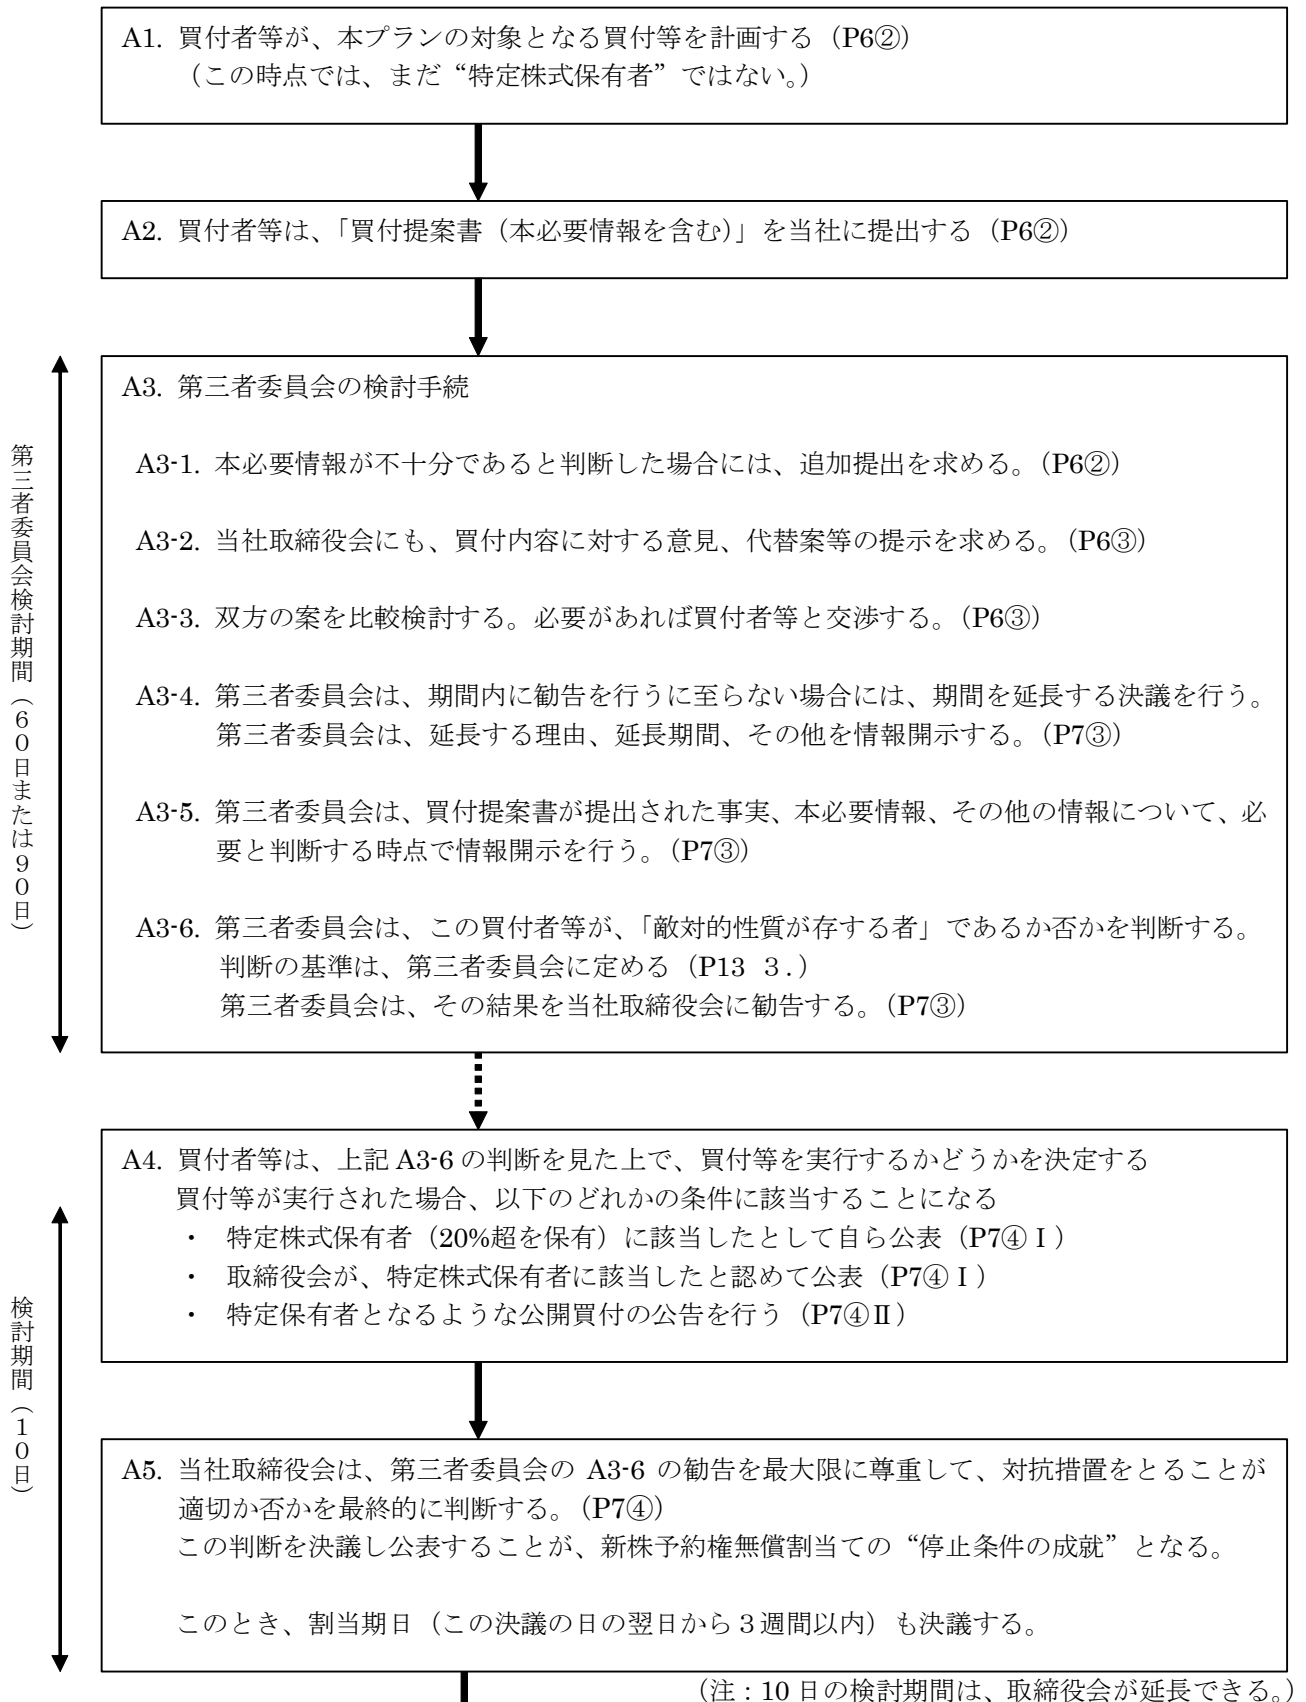 A1. 買付者等が、本プランの対象となる買付等を計画する（P6②）
（この時点では、まだ“特定株式保有者”ではない。）
A2. 買付者等は、「買付提案書（本必要情報を含む）」を当社に提出する（P6②）
第三者委員会検討期間（６０日または９０日）
A3. 第三者委員会の検討手続
A3-1. 本必要情報が不十分であると判断した場合には、追加提出を求める。（P6②）
A3-2. 当社取締役会にも、買付内容に対する意見、代替案等の提示を求める。（P6③）
A3-3. 双方の案を比較検討する。必要があれば買付者等と交渉する。（P6③）
A3-4. 第三者委員会は、期間内に勧告を行うに至らない場合には、期間を延長する決議を行う。
第三者委員会は、延長する理由、延長期間、その他を情報開示する。（P7③）
A3-5. 第三者委員会は、買付提案書が提出された事実、本必要情報、その他の情報について、必
要と判断する時点で情報開示を行う。（P7③）
A3-6. 第三者委員会は、この買付者等が、「敵対的性質が存する者」であるか否かを判断する。
判断の基準は、第三者委員会に定める（P13 ３.）
第三者委員会は、その結果を当社取締役会に勧告する。（P7③）
検討期間（１０日）
A4. 買付者等は、上記 A3-6 の判断を見た上で、買付等を実行するかどうかを決定する
買付等が実行された場合、以下のどれかの条件に該当することになる
・ 特定株式保有者（20%超を保有）に該当したとして自ら公表（P7④Ⅰ）
・ 取締役会が、特定株式保有者に該当したと認めて公表（P7④Ⅰ）
・ 特定保有者となるような公開買付の公告を行う（P7④Ⅱ）
A5. 当社取締役会は、第三者委員会の A3-6 の勧告を最大限に尊重して、対抗措置をとることが
適切か否かを最終的に判断する。（P7④）
この判断を決議し公表することが、新株予約権無償割当ての“停止条件の成就”となる。
このとき、割当期日（この決議の日の翌日から３週間以内）も決議する。
（注：10 日の検討期間は、取締役会が延長できる。）